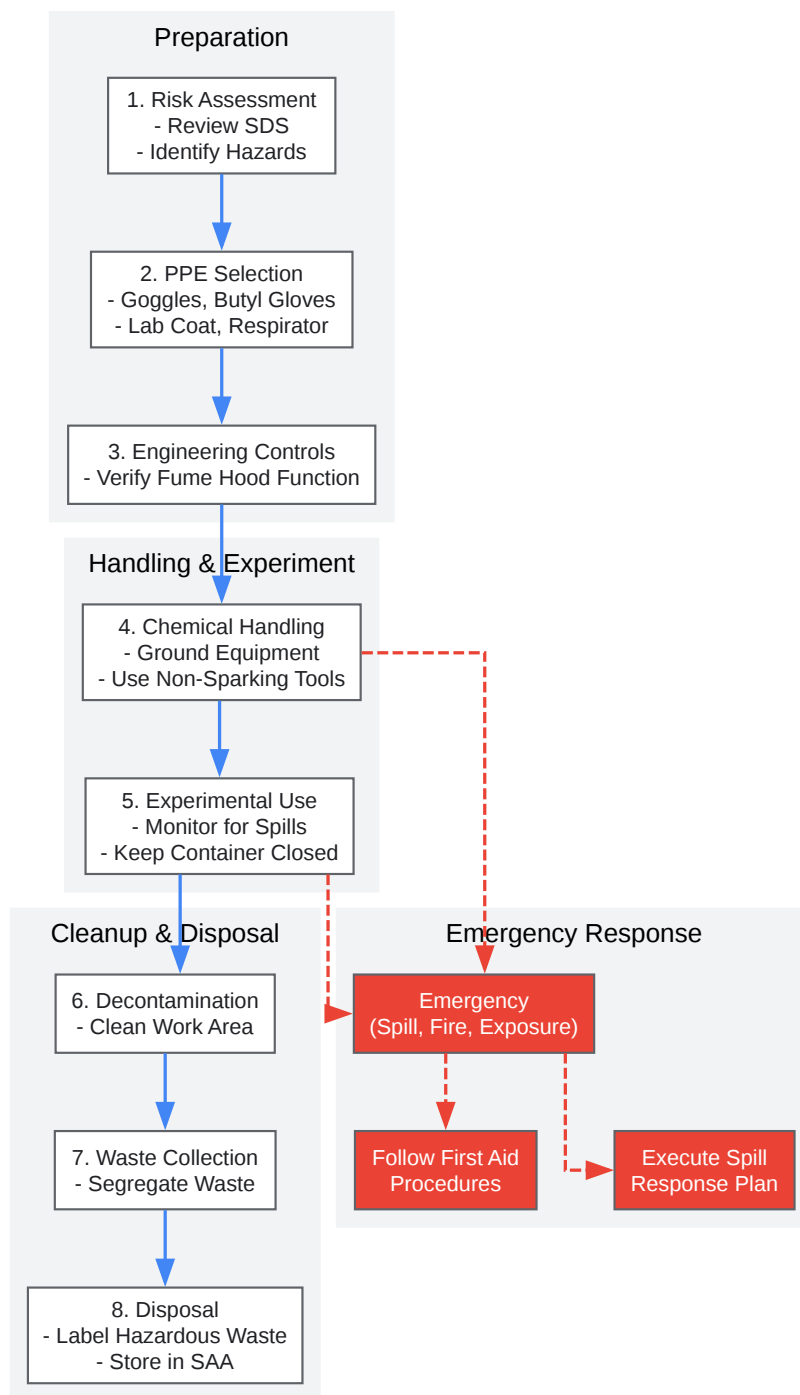 Preparation
1. Risk Assessment
- Review SDS
- Identify Hazards
2. PPE Selection
- Goggles, Butyl Gloves
- Lab Coat, Respirator
3. Engineering Controls
- Verify Fume Hood Function
Handling & Experiment
4. Chemical Handling
- Ground Equipment
- Use Non-Sparking Tools
5. Experimental Use
- Monitor for Spills
- Keep Container Closed
Cleanup & Disposal
6. Decontamination
- Clean Work Area
7. Waste Collection
- Segregate Waste
8. Disposal
- Label Hazardous Waste
- Store in SAA
Emergency Response
Emergency
(Spill, Fire, Exposure)
Follow First Aid
Procedures
Execute Spill
Response Plan